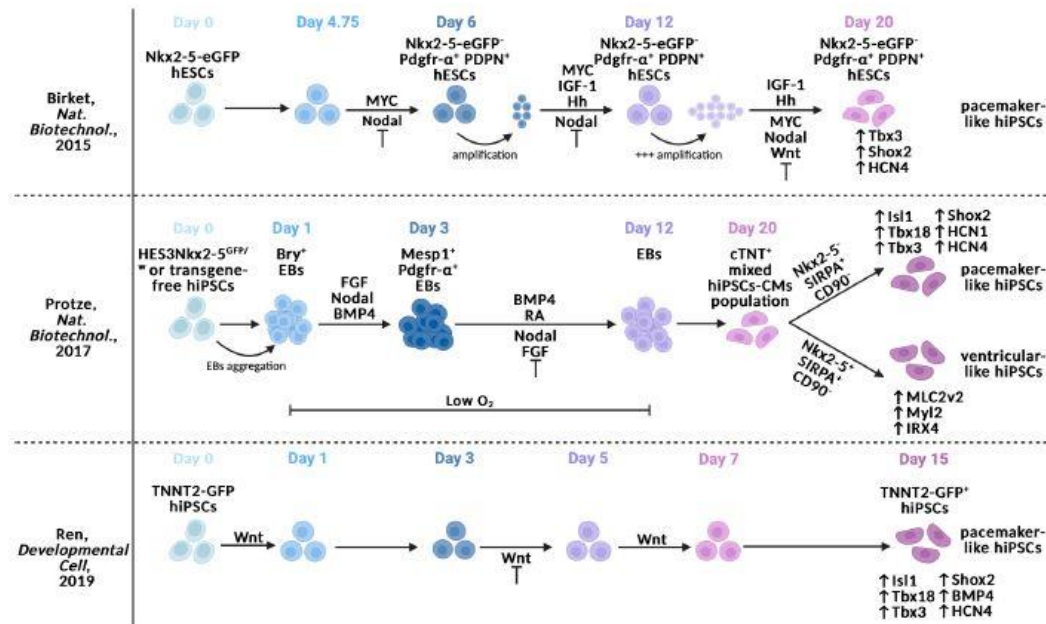 Day 0
Day 4.75
Day 6
Day 12
Day 20
Birket,
Nat.
Biotechnol.,
2015
Nkx2-5-eGFP
hESCs
MYC
Nodal
Nkx2-5-eGFP⁻
Pdgfr-α⁺ PDPN⁺
hESCs
amplification
MYC
IGF-1
Hh
Nodal
Nkx2-5-eGFP⁻
Pdgfr-α⁺ PDPN⁺
hESCs
+++ amplification
IGF-1
Hh
MYC
Nodal
Wnt
Nkx2-5-eGFP⁻
Pdgfr-α⁺ PDPN⁺
hESCs
↑ Tbx3
↑ Shox2
↑ HCN4
pacemaker-
like hiPSCs
Day 0
Day 1
Day 3
Day 12
Day 20
Protze,
Nat.
Biotechnol.,
2017
HES3Nkx2-5ᴳᶠᴾ/
or transgene-
free hiPSCs
EBs aggregation
Bry⁺
EBs
FGF
Nodal
BMP4
Mesp1⁺
Pdgfr-α⁺
EBs
BMP4
RA
Nodal
FGF
Low O₂
EBs
cTNT⁺
mixed
hiPSCs-CMs
population
Nkx2-5⁻
SIRPA⁺
CD90⁻
↑ Isl1 ↑ Shox2
↑ Tbx18 ↑ HCN1
↑ Tbx3 ↑ HCN4
pacemaker-
like hiPSCs
Nkx2-5⁺
SIRPA⁺
CD90⁻
ventricular-
like hiPSCs
↑ MLC2v2
↑ Myl2
↑ IRX4
Day 0
Day 1
Day 3
Day 5
Day 7
Day 15
Ren,
Developmental
Cell,
2019
TNNT2-GFP
hiPSCs
Wnt
Wnt
Wnt
TNNT2-GFP⁺
hiPSCs
pacemaker-
like hiPSCs
↑ Isl1 ↑ Shox2
↑ Tbx18 ↑ BMP4
↑ Tbx3 ↑ HCN4